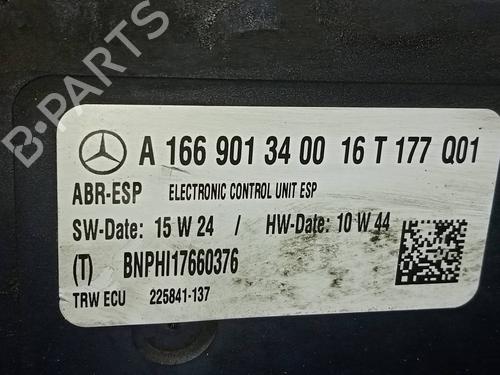 A 166 901 34 00 16 T 177 Q01
ABR-ESP ELECTRONIC CONTROL UNIT ESP
SW-Date: 15 W 24 / HW-Date: 10 W 44
(T) BNPHI17660376
TRW ECU 225841-137
B-PARTS